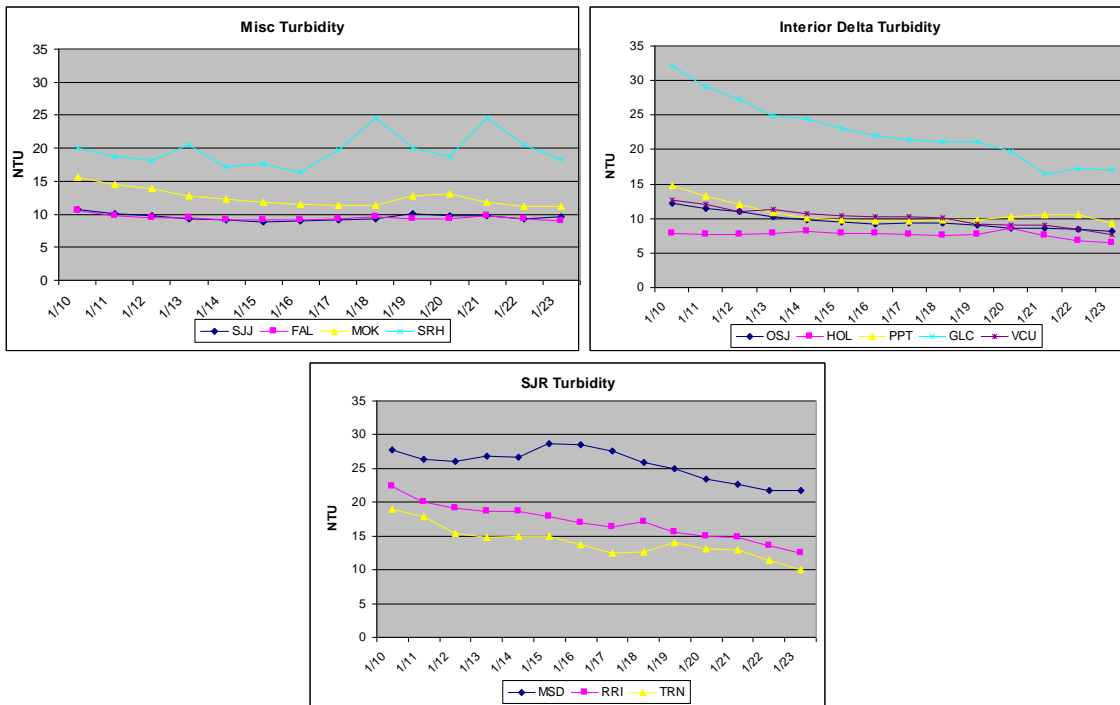 Misc Turbidity
35
30
25
20
15
10
5
0
NTU
1/10 1/11 1/12 1/13 1/14 1/15 1/16 1/17 1/18 1/19 1/20 1/21 1/22 1/23
SJJ FAL MOK SRH
Interior Delta Turbidity
35
30
25
20
15
10
5
0
NTU
1/10 1/11 1/12 1/13 1/14 1/15 1/16 1/17 1/18 1/19 1/20 1/21 1/22 1/23
OSJ HOL PPT GLC VCU
SJR Turbidity
35
30
25
20
15
10
5
0
NTU
1/10 1/11 1/12 1/13 1/14 1/15 1/16 1/17 1/18 1/19 1/20 1/21 1/22 1/23
MSD RRI TRN